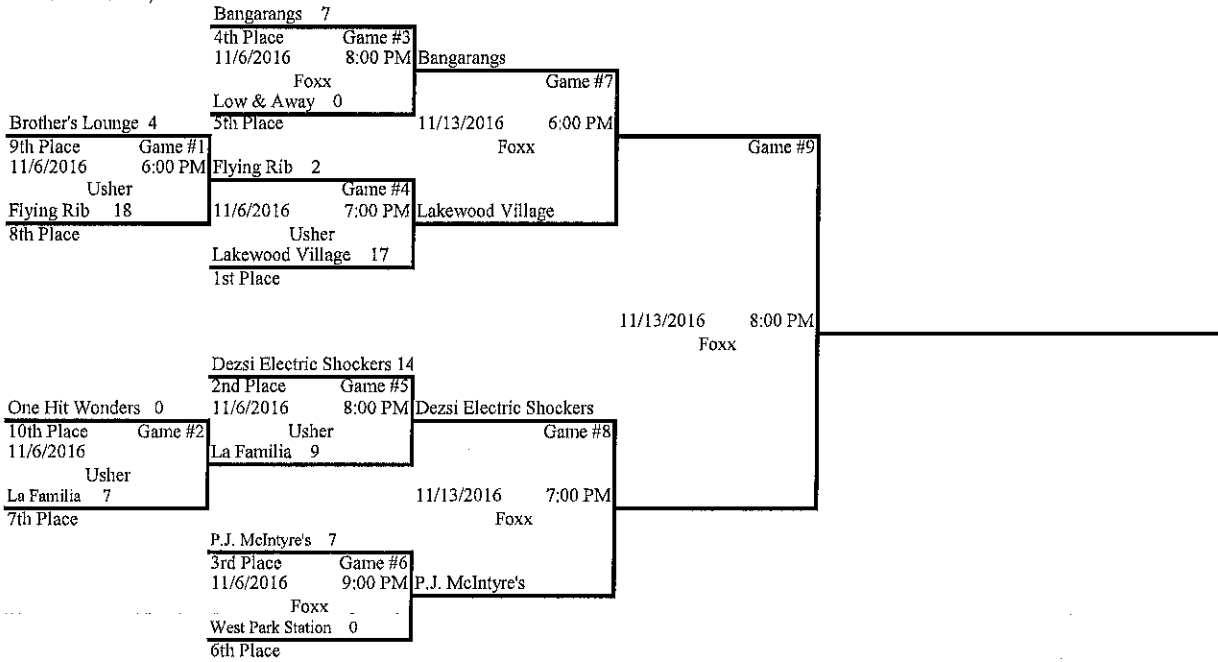 Bangarangs 7
4th Place Game #3
11/6/2016 8:00 PM Bangarangs
Foxx Game #7
Low & Away 0
Brother's Lounge 4 5th Place 11/13/2016 6:00 PM
9th Place Game #1 Foxx Game #9
11/6/2016 6:00 PM Flying Rib 2
Usher Game #4
Flying Rib 18 11/6/2016 7:00 PM Lakewood Village
8th Place Usher
Lakewood Village 17
1st Place
11/13/2016 8:00 PM
Foxx
Dezsi Electric Shockers 14
2nd Place Game #5
One Hit Wonders 0 11/6/2016 8:00 PM Dezsi Electric Shockers
10th Place Game #2 Usher Game #8
11/6/2016 La Familia 9
Usher
La Familia 7 11/13/2016 7:00 PM
7th Place Foxx
P.J. McIntyre's 7
3rd Place Game #6
11/6/2016 9:00 PM P.J. McIntyre's
Foxx
West Park Station 0
6th Place